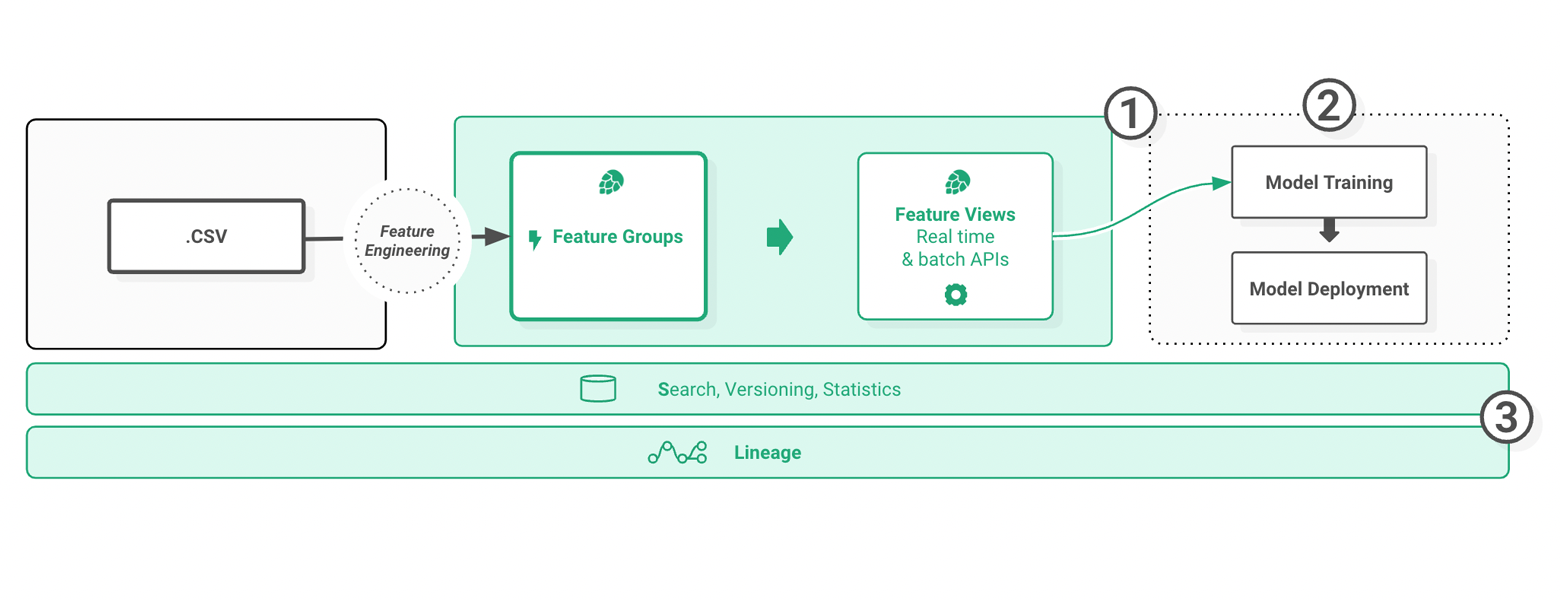 1
2
.CSV
Feature
Engineering
Feature Groups
Feature Views
Real time
& batch APIs
Model Training
Model Deployment
Search, Versioning, Statistics
3
Lineage